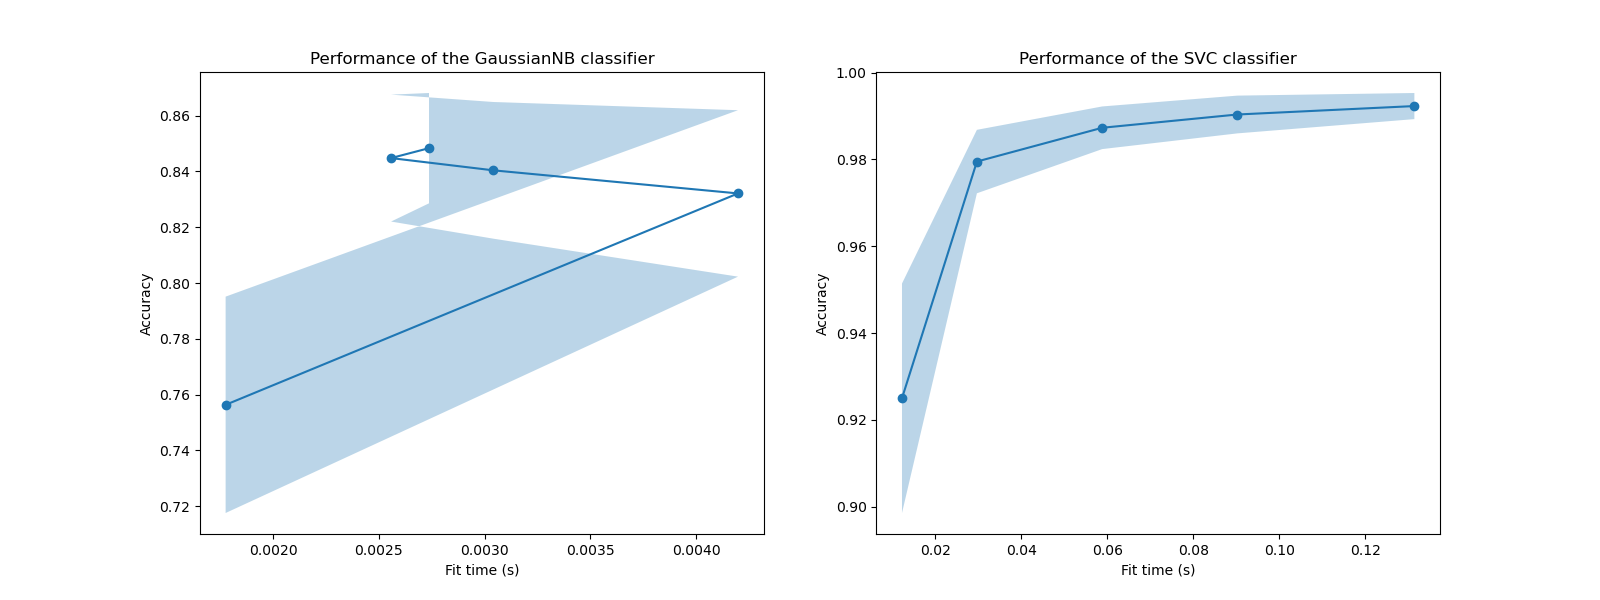 Performance of the GaussianNB classifier
0.86
0.84
0.82
0.80
0.78
0.76
0.74
0.72
Accuracy
0.0020 0.0025 0.0030 0.0035 0.0040
Fit time (s)
Performance of the SVC classifier
1.00
0.98
0.96
0.94
0.92
0.90
Accuracy
0.02 0.04 0.06 0.08 0.10 0.12
Fit time (s)